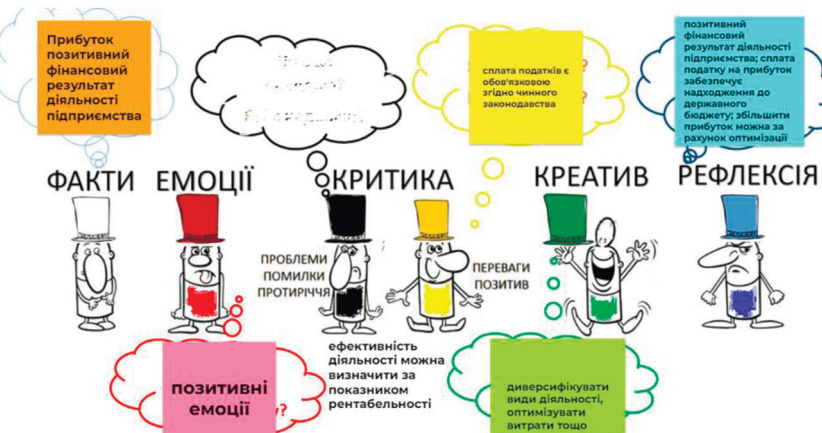 Прибуток
позитивний
фінансовий
результат
діяльності
підприємства
сплата податків є
обов'язковою
згідно чинного
законодавства
позитивний
фінансовий
результат діяльності
підприємства; сплата
податку на прибуток
забезпечує
надходження до
державного
бюджету; збільшити
прибуток можна за
рахунок оптимізації
ФАКТИ ЕМОЦІЇ КРИТИКА КРЕАТИВ РЕФЛЕКСІЯ
ПРОБЛЕМИ
ПОМИЛКИ
ПРОТИРІЧЧЯ
ПЕРЕВАГИ
ПОЗИТИВ
позитивні
емоції
ефективність
діяльності можна
визначити за
показником
рентабельності
диверсифікувати
види діяльності,
оптимізувати
витрати тощо